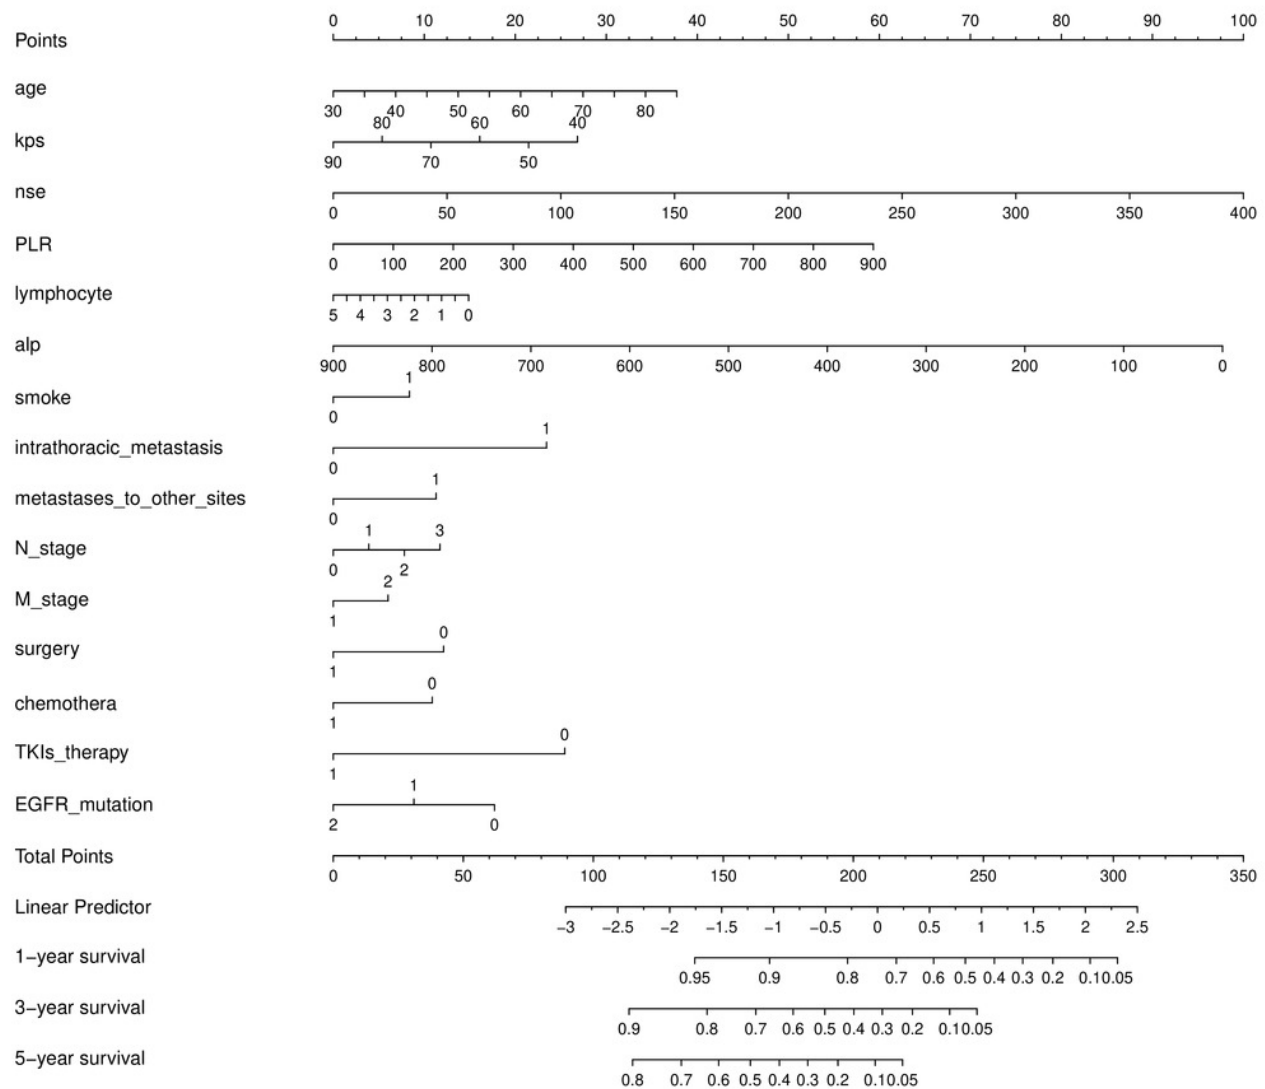 0 10 20 30 40 50 60 70 80 90 100
Points
age
30 40 50 60 70 80
80 60 40
kps
90 70 50
nse
0 50 100 150 200 250 300 350 400
PLR
0 100 200 300 400 500 600 700 800 900
lymphocyte
5 4 3 2 1 0
alp
900 800 700 600 500 400 300 200 100 0
1
smoke
0
1
intrathoracic_metastasis
0
1
metastases_to_other_sites
0
1 3
N_stage
0 2
2
M_stage
1
0
surgery
1
0
chemothera
1
0
TKIs_therapy
1
1
EGFR_mutation
2 0
Total Points
0 50 100 150 200 250 300 350
Linear Predictor
−3 −2.5 −2 −1.5 −1 −0.5 0 0.5 1 1.5 2 2.5
1−year survival
0.95 0.9 0.8 0.7 0.6 0.5 0.4 0.3 0.2 0.1 0.05
3−year survival
0.9 0.8 0.7 0.6 0.5 0.4 0.3 0.2 0.1 0.05
5−year survival
0.8 0.7 0.6 0.5 0.4 0.3 0.2 0.1 0.05